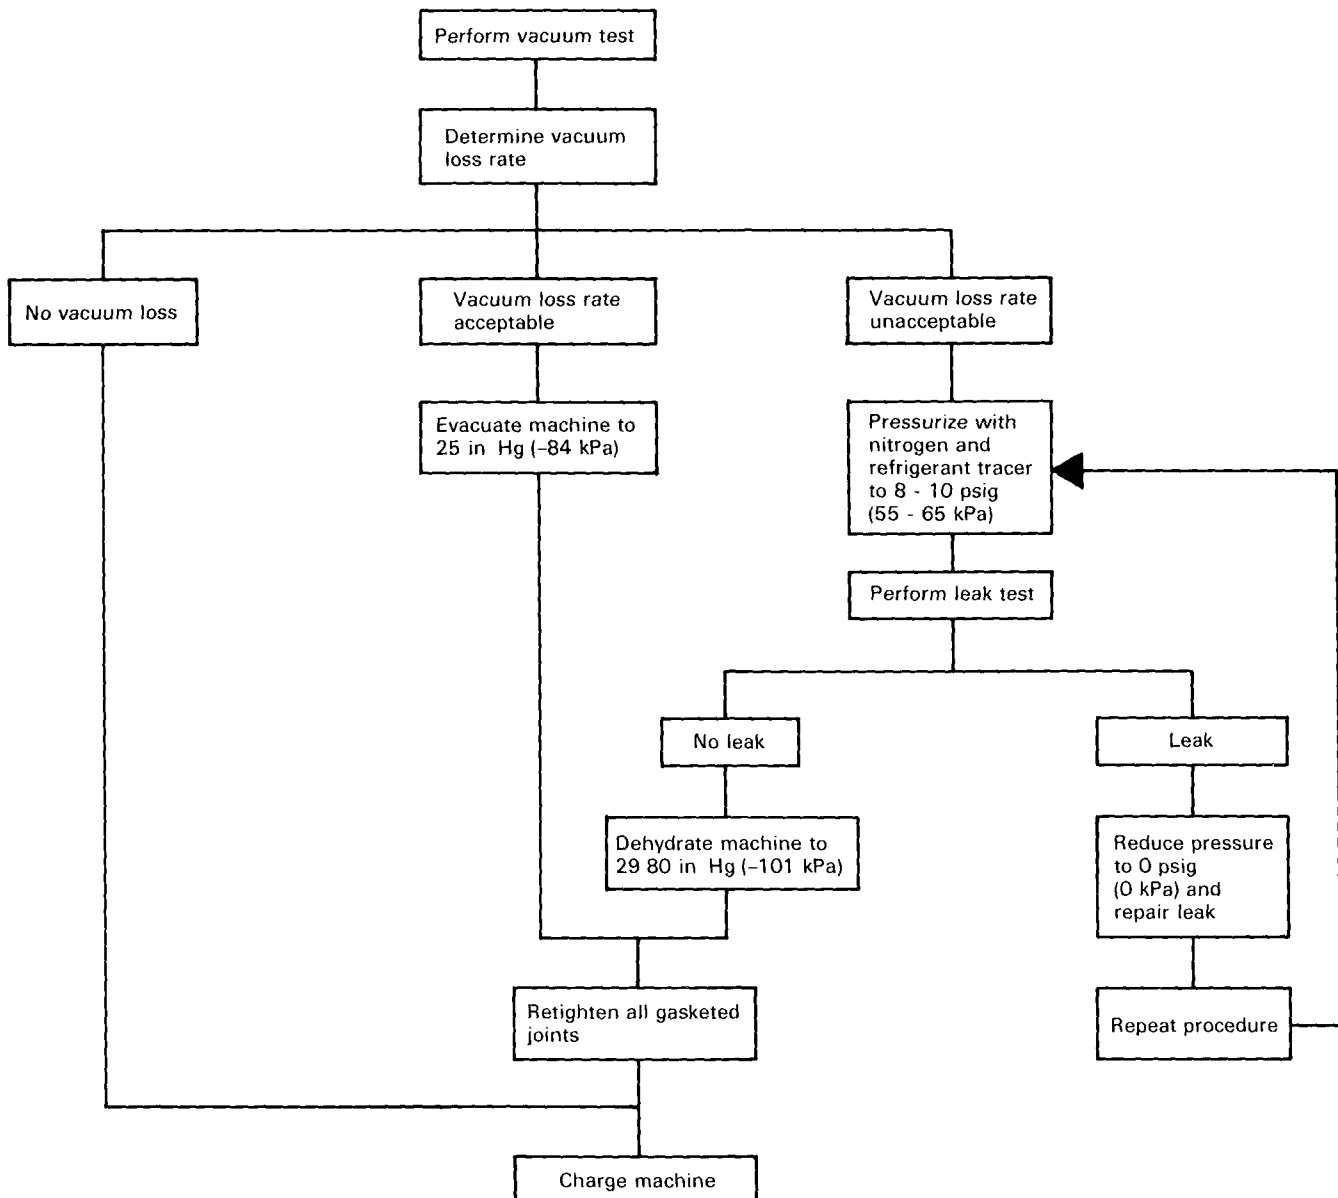 Perform vacuum test
Determine vacuum
loss rate
No vacuum loss
Vacuum loss rate
acceptable
Vacuum loss rate
unacceptable
Evacuate machine to
25 in Hg (–84 kPa)
Pressurize with
nitrogen and
refrigerant tracer
to 8 - 10 psig
(55 - 65 kPa)
Perform leak test
No leak
Leak
Dehydrate machine to
29 80 in Hg (–101 kPa)
Reduce pressure
to 0 psig
(0 kPa) and
repair leak
Retighten all gasketed
joints
Repeat procedure
Charge machine